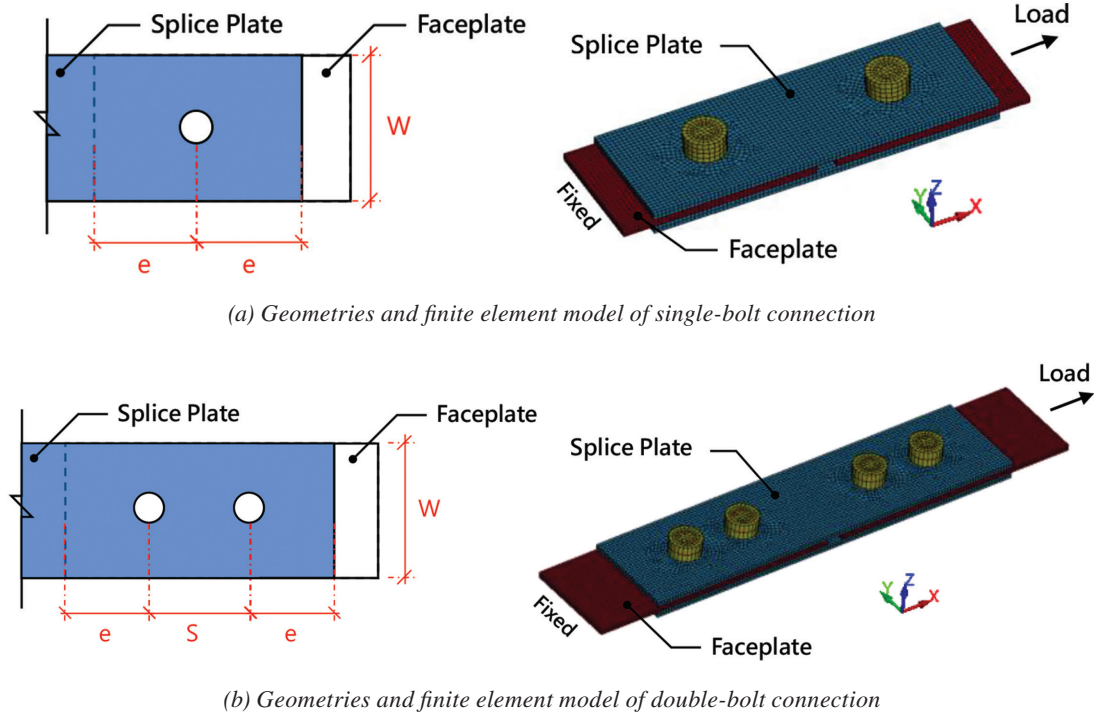 Splice Plate
Faceplate
W
e
e
Load
Splice Plate
Fixed
Faceplate
Y
Z
X
(a) Geometries and finite element model of single-bolt connection
Splice Plate
Faceplate
W
e
S
e
Load
Splice Plate
Fixed
Faceplate
Y
Z
X
(b) Geometries and finite element model of double-bolt connection